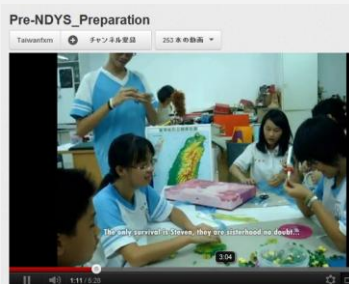 Pre-NDYS_Preparation
Taiwanfsm チャンネル登録 253 本の動画
The only survival is Steven, they are sisterhood no doubt.
3:04
1:11 / 5:28